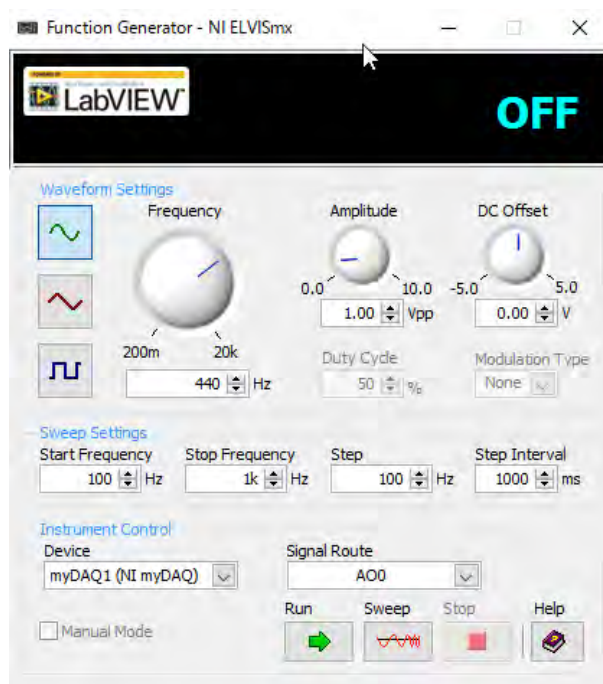 Function Generator - NI ELVISmx
LabVIEW
OFF
Waveform Settings
Frequency
Amplitude
DC Offset
0.0
10.0
-5.0
5.0
1.00 Vpp
0.00 V
200m
20k
440 Hz
Duty Cycle
Modulation Type
50 %
None
Sweep Settings
Start Frequency
Stop Frequency
Step
Step Interval
100 Hz
1k Hz
100 Hz
1000 ms
Instrument Control
Device
Signal Route
myDAQ1 (NI myDAQ)
AO0
Run
Sweep
Stop
Help
Manual Mode